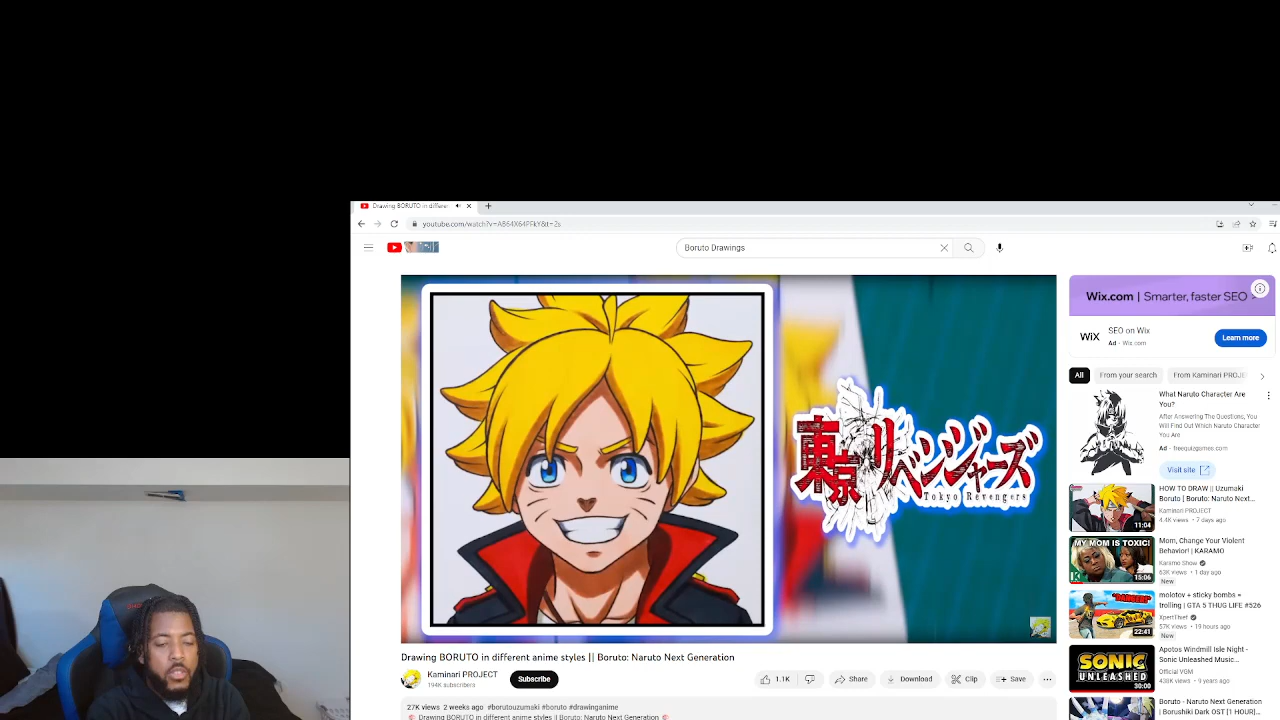 Drawing BORUTO in differer
youtube.com/watch?v=AB64X64PFkY&t=2s
Boruto Drawings
東京リベンジャーズ
Tokyo Revengers
Drawing BORUTO in different anime styles || Boruto: Naruto Next Generation
Kaminari PROJECT
194K subscribers
Subscribe
1.1K
Share
Download
Clip
Save
27K views 2 weeks ago #borutouzumaki #boruto #drawinganime
Drawing BORUTO in different anime styles || Boruto: Naruto Next Generation
Wix.com | Smarter, faster SEO >
WIX
SEO on Wix
Ad · Wix.com
Learn more
All
From your search
From Kaminari PROJE
What Naruto Character Are
You?
After Answering The Questions, You
Will Find Out Which Naruto Character
You Are
Ad · freequizgames.com
Visit site
HOW TO DRAW || Uzumaki
Boruto | Boruto: Naruto Next...
Kaminari PROJECT
4.4K views · 7 days ago
11:04
MY MOM IS TOXIC!
15:06
Mom, Change Your Violent
Behavior! | KARAMO
Karamo Show
63K views · 1 day ago
New
22:41
molotov + sticky bombs =
trolling | GTA 5 THUG LIFE #526
XpertThief
57K views · 19 hours ago
New
SONIC
UNLEASHED
30:00
Apotos Windmill Isle Night -
Sonic Unleashed Music...
Official VGM
438K views · 9 years ago
Boruto - Naruto Next Generation
| Borushiki Dark OST [1 HOUR]...